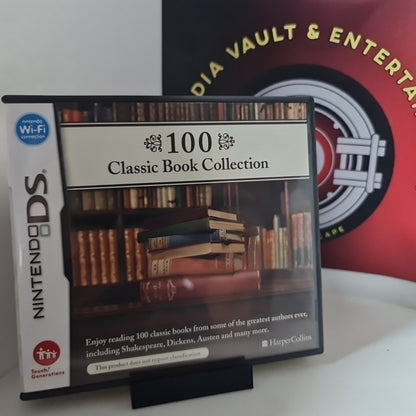 DIA VAULT & ENTERTA
APE
Nintendo
Wi-Fi
connection
NINTENDO DS
Touch!
Generations
100
Classic Book Collection
Enjoy reading 100 classic books from some of the greatest authors ever,
including Shakespeare, Dickens, Austen and many more.
HarperCollins
This product does not require classification